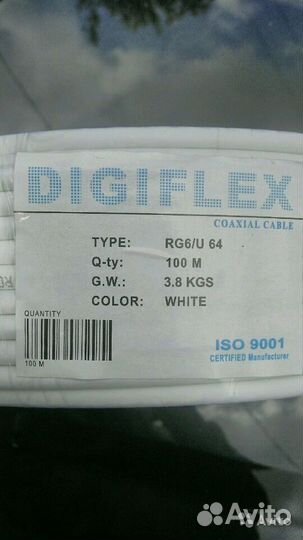 DIGIFLEX
COAXIAL CABLE
TYPE: RG6/U 64
Q-ty: 100 M
G.W.: 3.8 KGS
COLOR: WHITE
QUANTITY
100 M
ISO 9001
CERTIFIED Manufacturer
Avito
Avito